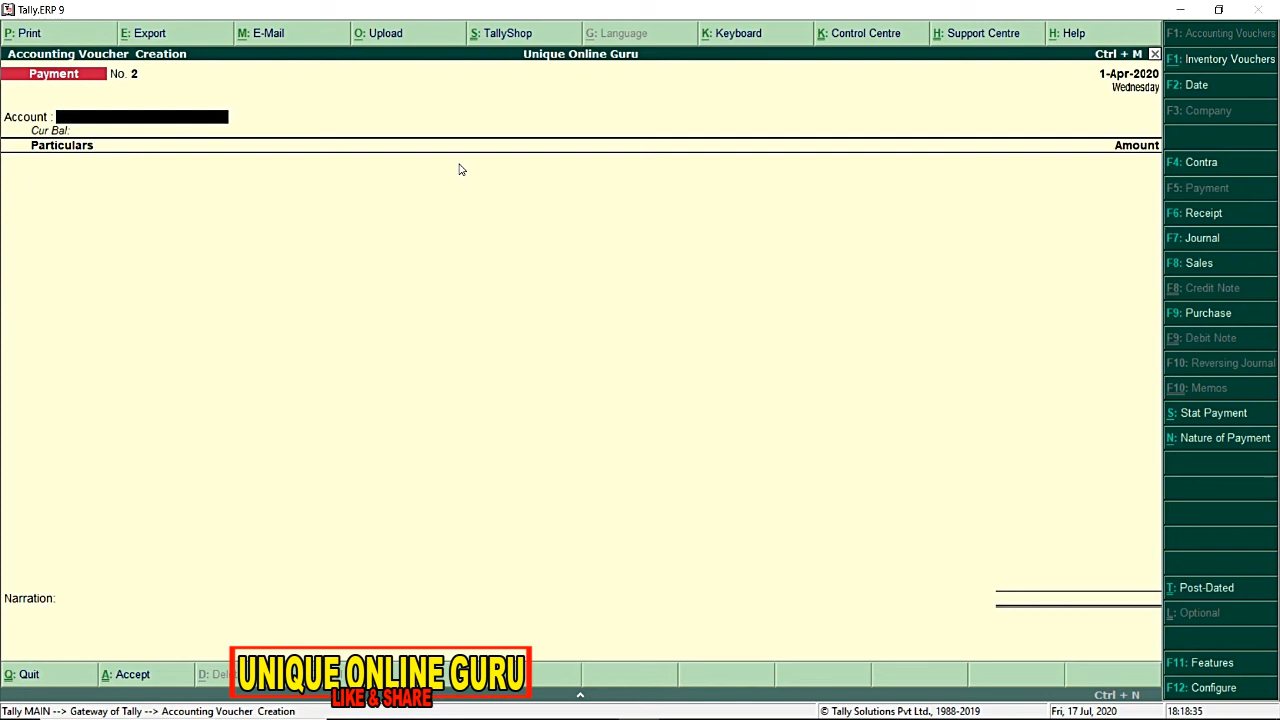 Tally.ERP 9
P: Print
E: Export
M: E-Mail
O: Upload
S: TallyShop
G: Language
K: Keyboard
K: Control Centre
H: Support Centre
H: Help
Accounting Voucher Creation
Unique Online Guru
Ctrl + M
Payment No. 2
1-Apr-2020
Wednesday
Account :
Cur Bal:
Particulars
Amount
Narration:
F1: Accounting Vouchers
F1: Inventory Vouchers
F2: Date
F3: Company
F4: Contra
F5: Payment
F6: Receipt
F7: Journal
F8: Sales
F8: Credit Note
F9: Purchase
F9: Debit Note
F10: Reversing Journal
F10: Memos
S: Stat Payment
N: Nature of Payment
T: Post-Dated
L: Optional
F11: Features
F12: Configure
Q: Quit
A: Accept
D:
UNIQUE ONLINE GURU
LIKE & SHARE
Ctrl + N
Tally MAIN --> Gateway of Tally --> Accounting Voucher Creation
© Tally Solutions Pvt Ltd., 1988-2019
Fri, 17 Jul, 2020
18:18:35